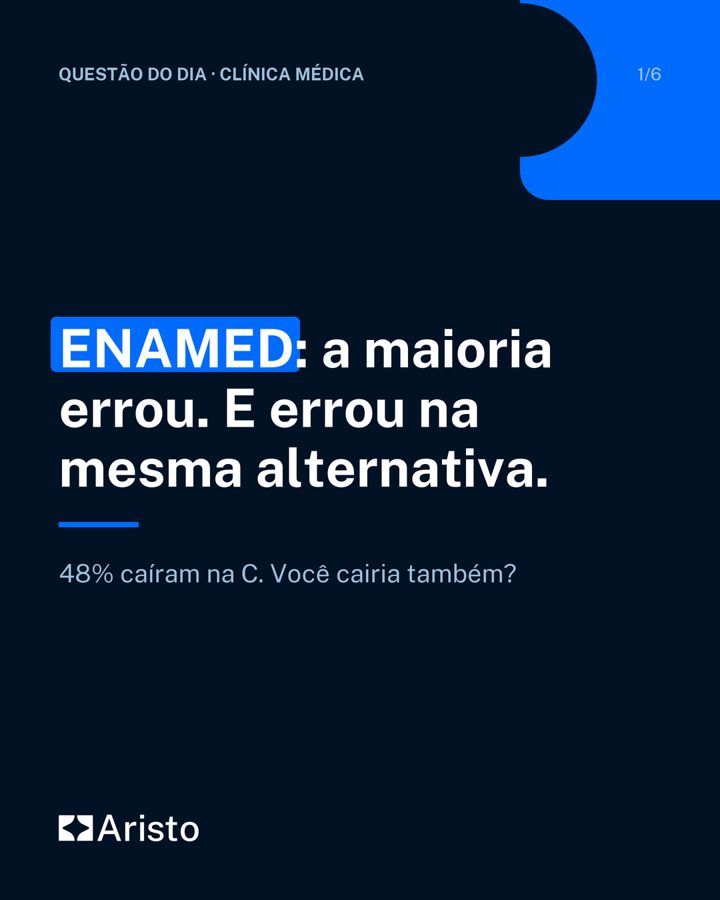 QUESTÃO DO DIA · CLÍNICA MÉDICA
1/6
ENAMED: a maioria
errou. E errou na
mesma alternativa.
48% caíram na C. Você cairia também?
Aristo